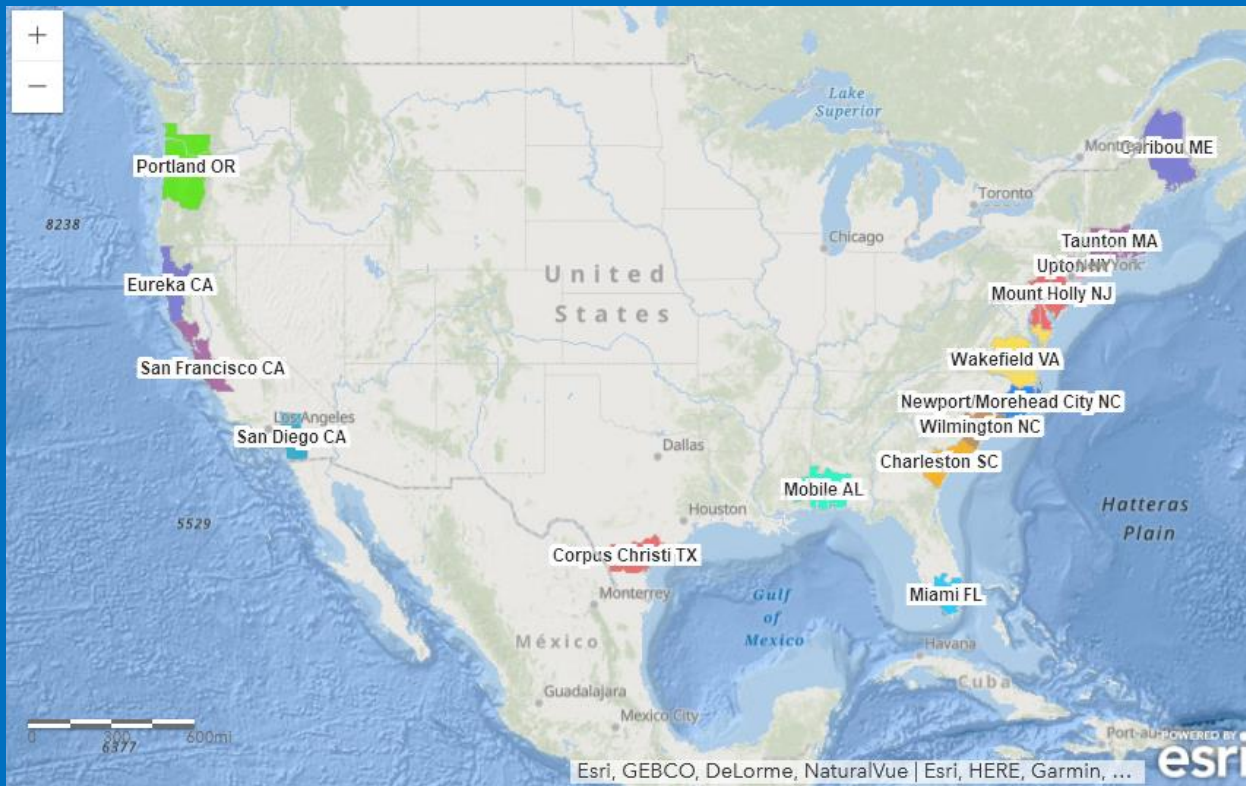 +
−
Lake
Superior
Montreal
Caribou ME
Portland OR
Toronto
8238
Chicago
Taunton MA
Upton NY
New York
United
States
Eureka CA
Mount Holly NJ
San Francisco CA
Wakefield VA
Newport/Morehead City NC
Los Angeles
Wilmington NC
San Diego CA
Dallas
Charleston SC
Mobile AL
Hatteras
Plain
Houston
5529
Corpus Christi TX
Monterrey
Gulf
of
Mexico
Miami FL
México
Havana
Cuba
Guadalajara
Mexico City
0 300 600mi
6377
Port-au-P
POWERED BY
esri
Esri, GEBCO, DeLorme, NaturalVue | Esri, HERE, Garmin, ...